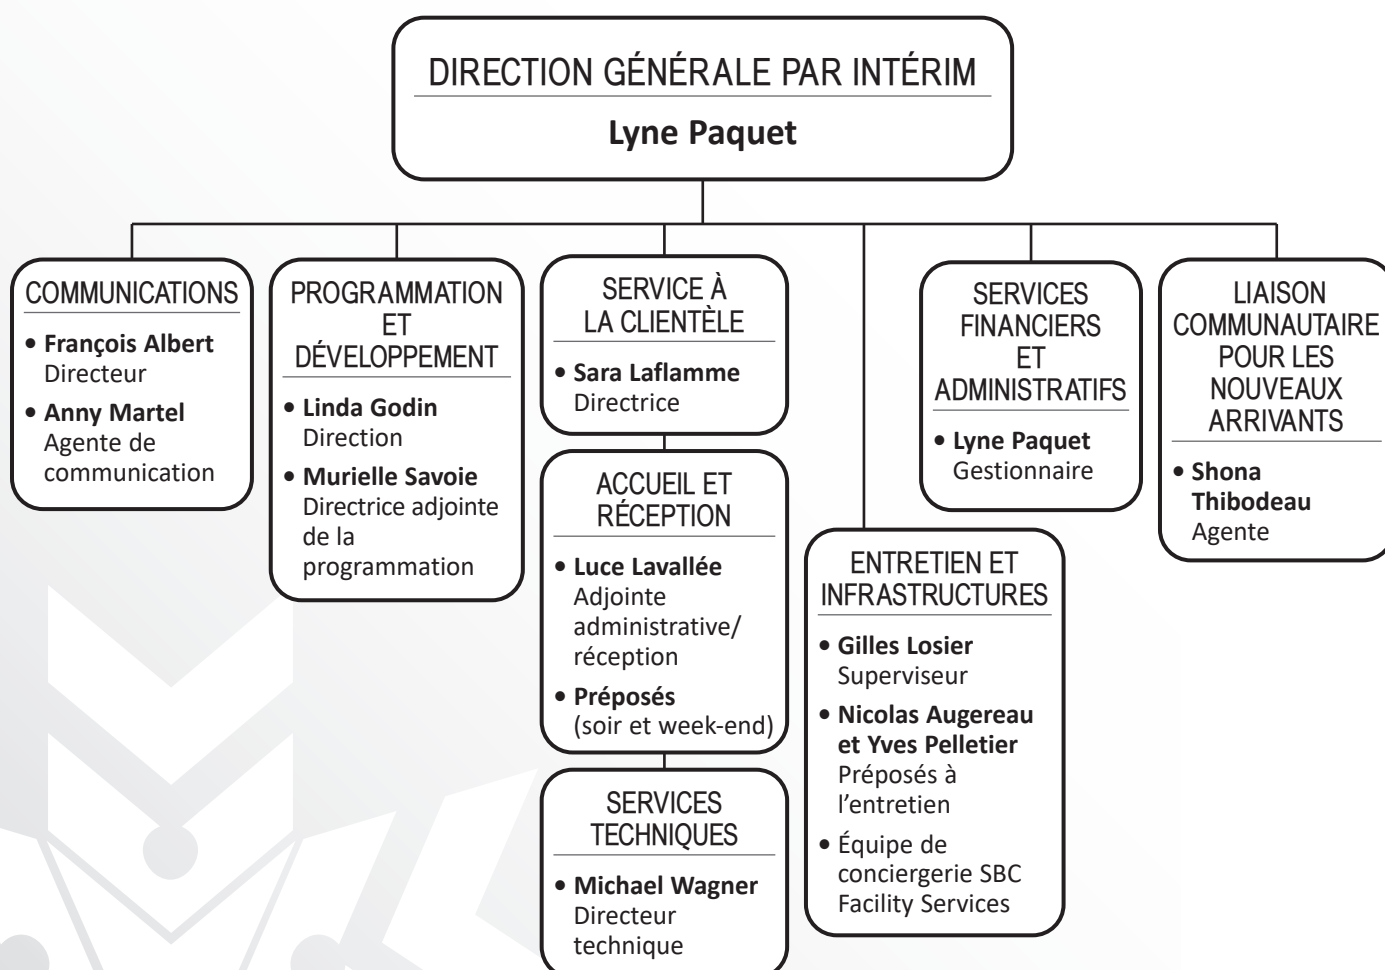 DIRECTION GÉNÉRALE PAR INTÉRIM
Lyne Paquet
COMMUNICATIONS
• François Albert
Directeur
• Anny Martel
Agente de
communication
PROGRAMMATION
ET
DÉVELOPPEMENT
• Linda Godin
Direction
• Murielle Savoie
Directrice adjointe
de la
programmation
SERVICE À
LA CLIENTÈLE
• Sara Laflamme
Directrice
ACCUEIL ET
RÉCEPTION
• Luce Lavallée
Adjointe
administrative/
réception
• Préposés
(soir et week-end)
SERVICES
TECHNIQUES
• Michael Wagner
Directeur
technique
ENTRETIEN ET
INFRASTRUCTURES
• Gilles Losier
Superviseur
• Nicolas Augereau
et Yves Pelletier
Préposés à
l’entretien
• Équipe de
conciergerie SBC
Facility Services
SERVICES
FINANCIERS
ET
ADMINISTRATIFS
• Lyne Paquet
Gestionnaire
LIAISON
COMMUNAUTAIRE
POUR LES
NOUVEAUX
ARRIVANTS
• Shona
Thibodeau
Agente